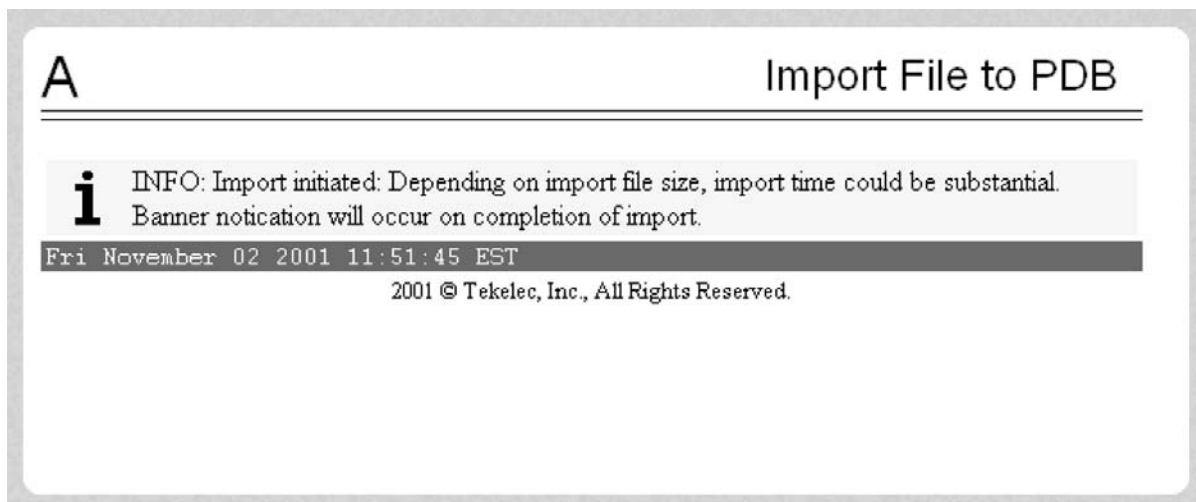 A
Import File to PDB
i
INFO: Import initiated: Depending on import file size, import time could be substantial.
Banner notication will occur on completion of import.
Fri November 02 2001 11:51:45 EST
2001 © Tekelec, Inc., All Rights Reserved.